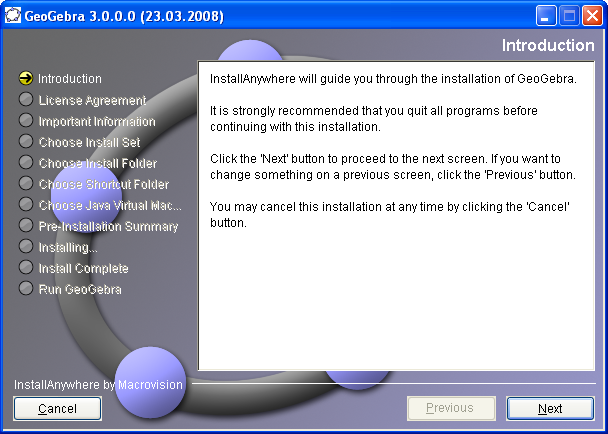 GeoGebra 3.0.0.0 (23.03.2008)
Introduction
Introduction
License Agreement
Important Information
Choose Install Set
Choose Install Folder
Choose Shortcut Folder
Choose Java Virtual Mac...
Pre-Installation Summary
Installing...
Install Complete
Run GeoGebra
InstallAnywhere will guide you through the installation of GeoGebra.
It is strongly recommended that you quit all programs before
continuing with this installation.
Click the 'Next' button to proceed to the next screen. If you want to
change something on a previous screen, click the 'Previous' button.
You may cancel this installation at any time by clicking the 'Cancel'
button.
InstallAnywhere by Macrovision
Cancel
Previous
Next